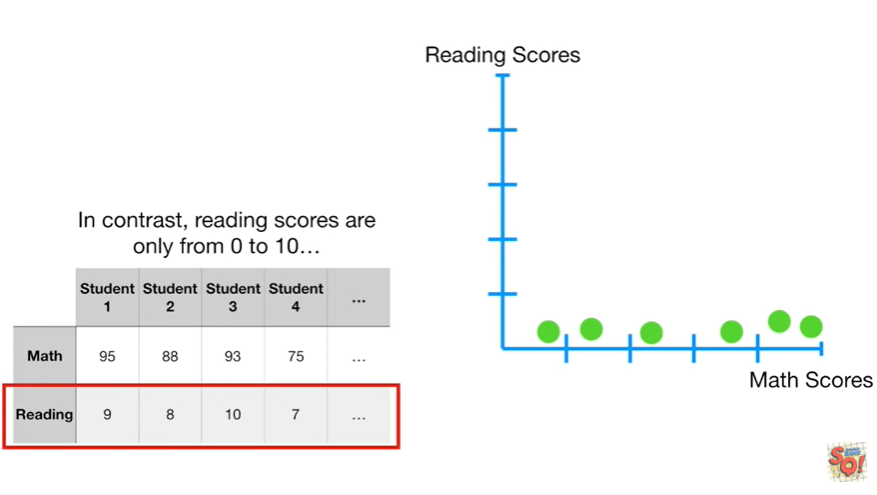 Reading Scores
In contrast, reading scores are
only from 0 to 10…
Student Student Student Student
1 2 3 4 ...
Math 95 88 93 75 ...
Reading 9 8 10 7 ...
Math Scores
SQ!